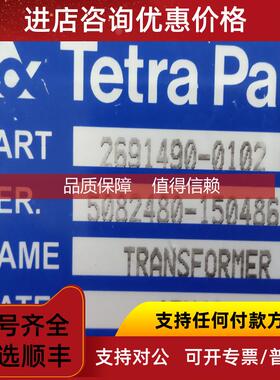 进店咨询优惠价格！！
Tetra Pa
ART
2691490-0102
品质保障 值得信赖
ER.
5082480-150486
AME
TRANSFORMER
号齐全
选顺丰
支持任何付款方
支持对公 可开专票/普票